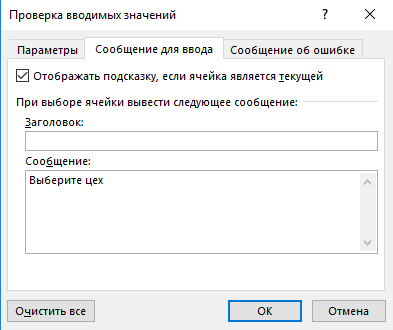 Проверка вводимых значений ? ×
Параметры Сообщение для ввода Сообщение об ошибке
Отображать подсказку, если ячейка является текущей
При выборе ячейки вывести следующее сообщение:
Заголовок:
Сообщение:
Выберите цех
Очистить все ОК Отмена